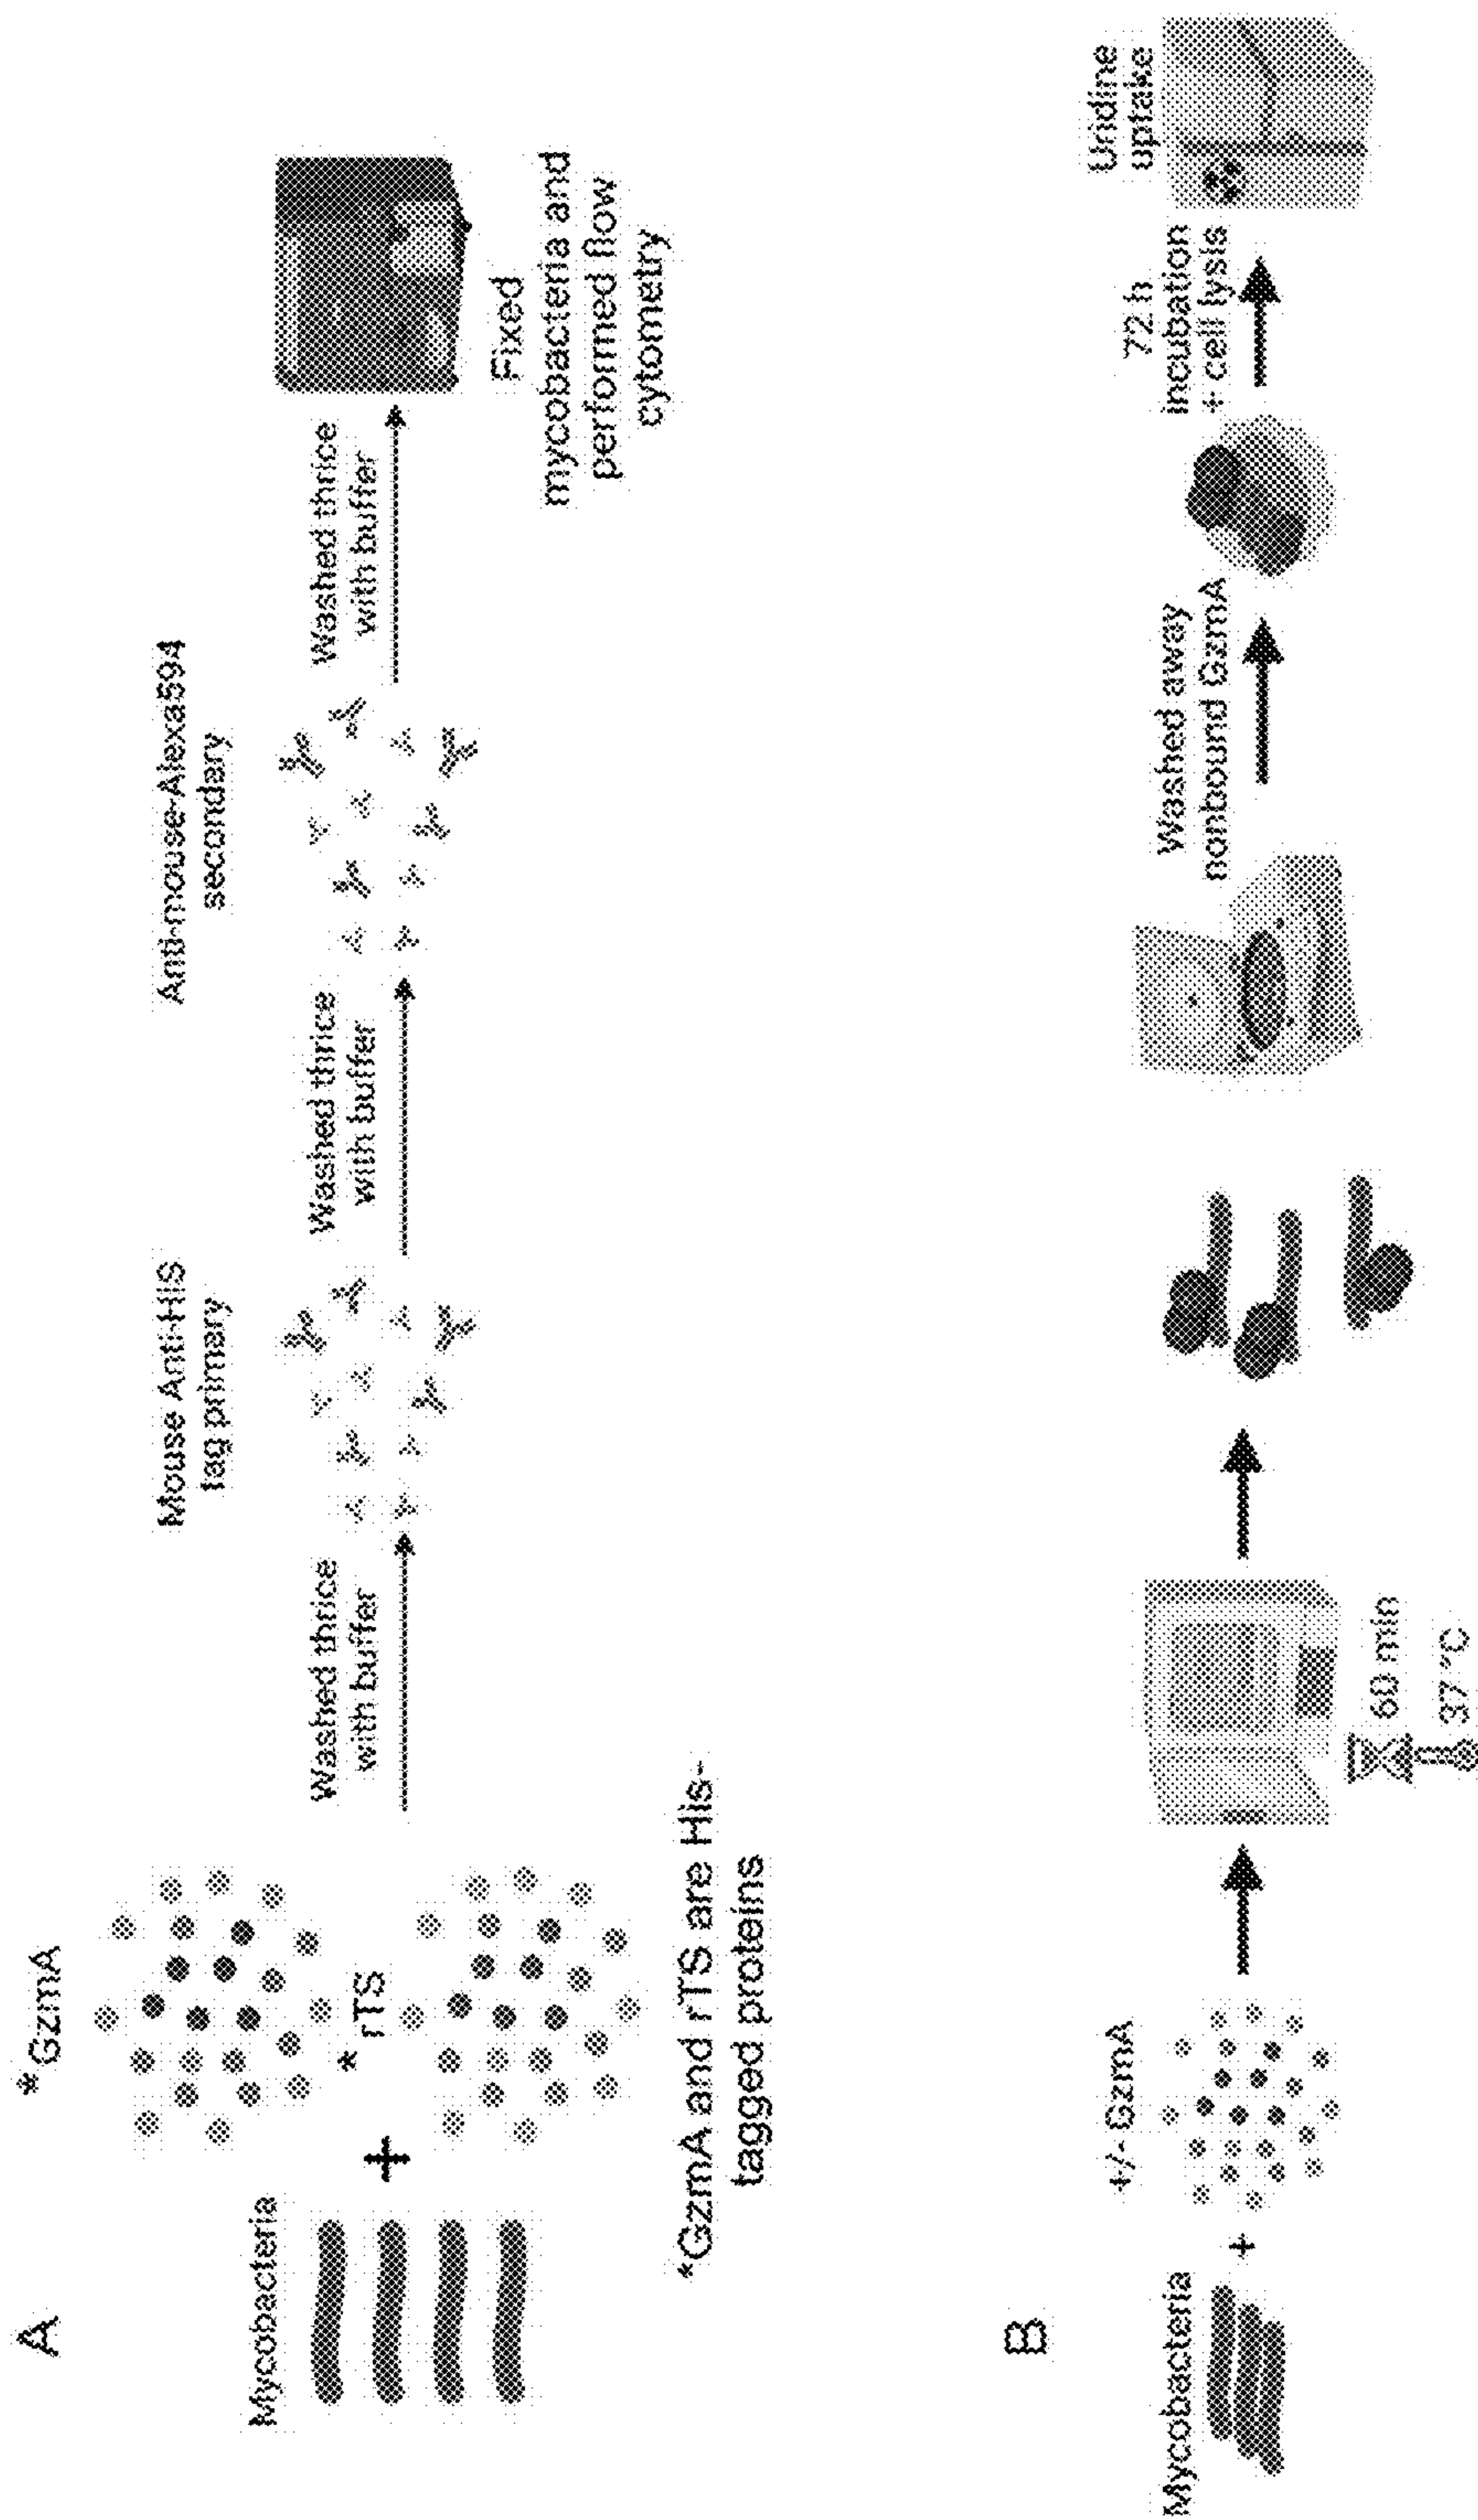 A
*GzmA
Mycobacteria
+
* rTS
*GzmA and rTS are His-
tagged proteins
Washed thrice
with buffer
Mouse Anti-HIS
tag primary
Washed thrice
with buffer
Anti-mouse-Alexa594
secondary
Washed thrice
with buffer
Fixed
mycobacteria and
performed flow
cytometry
B
Mycobacteria
+
+/- GzmA
60 min
37 °C
Washed away
nonbound GzmA
72 h
incubation
+ cell lysis
Uridine
uptake